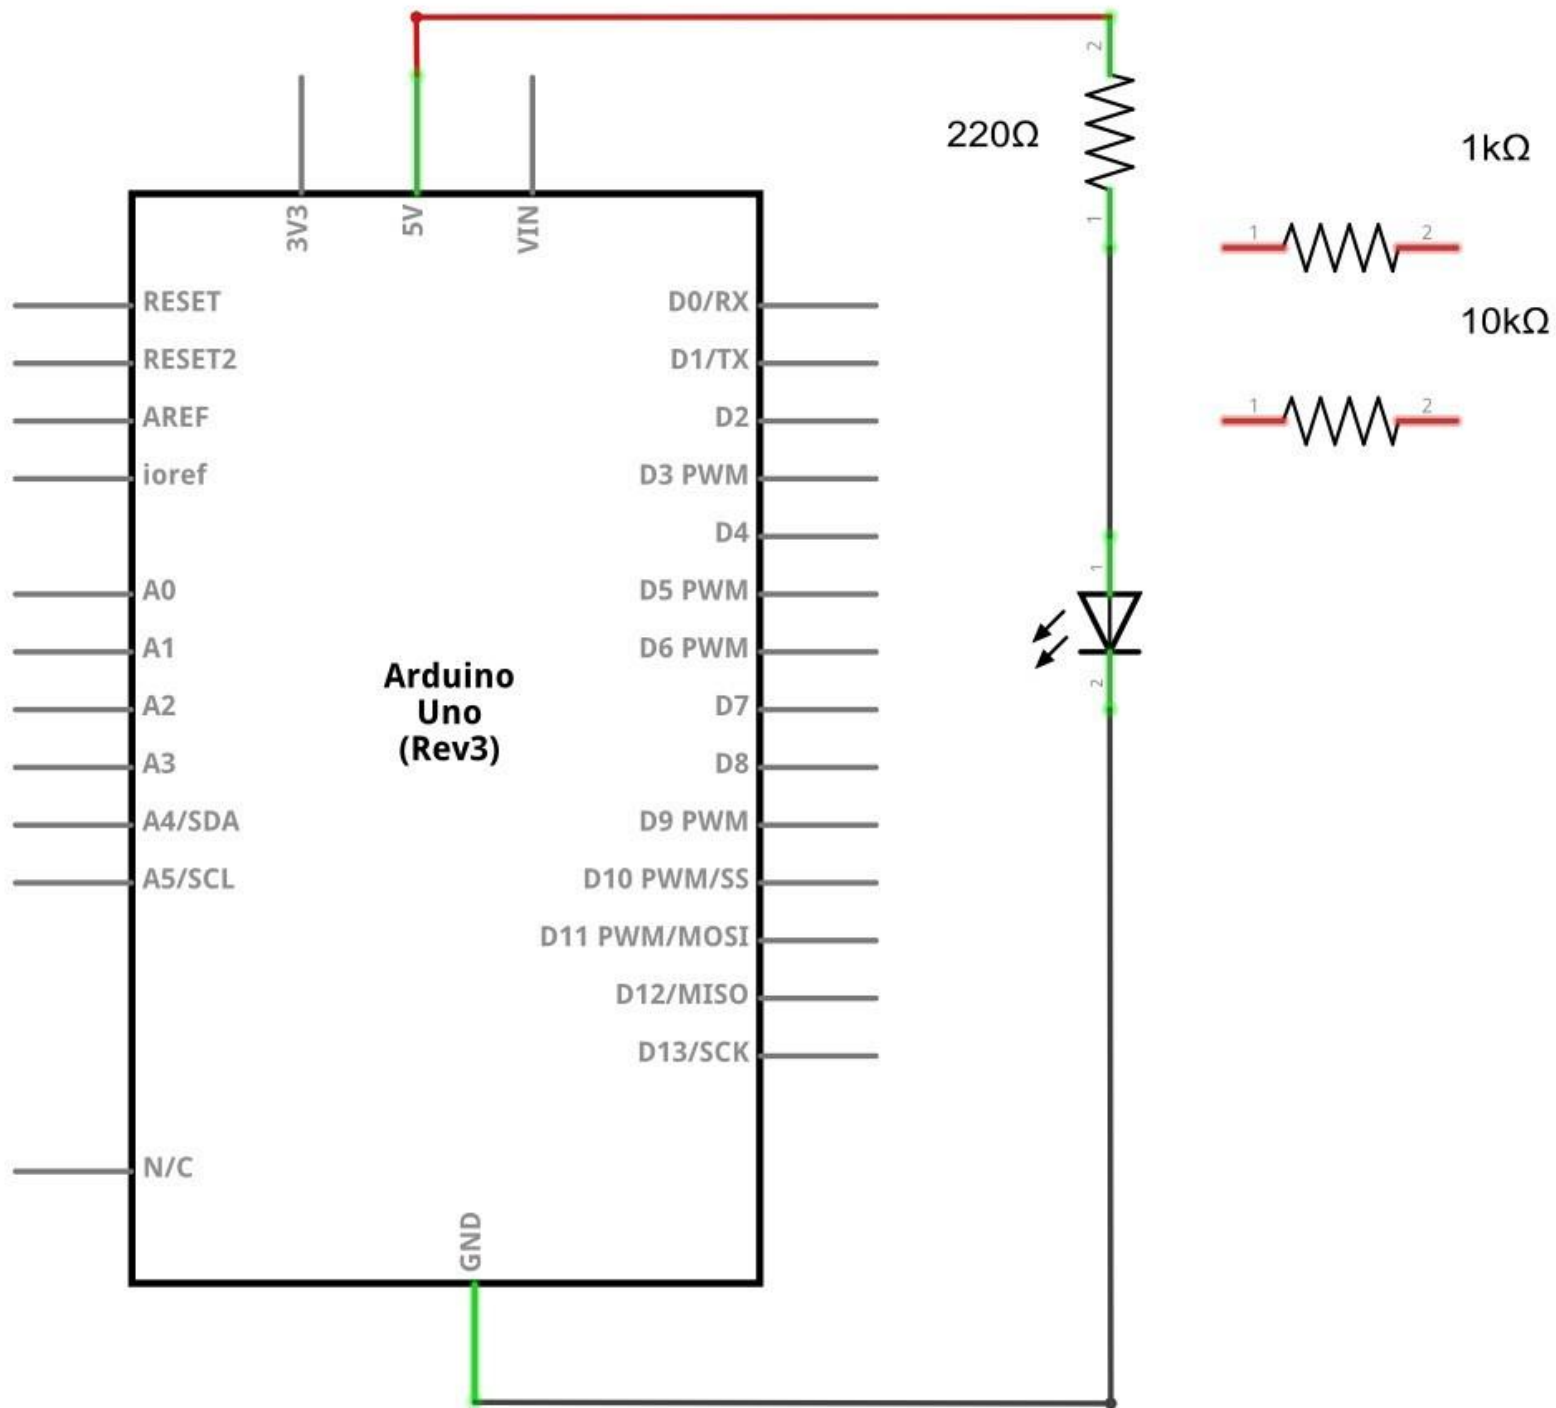 2
220Ω
1kΩ
3V3
5V
VIN
1
1
2
RESET
D0/RX
10kΩ
RESET2
D1/TX
AREF
D2
1
2
ioref
D3 PWM
D4
1
A0
D5 PWM
A1
D6 PWM
Arduino
Uno
(Rev3)
2
A2
D7
A3
D8
A4/SDA
D9 PWM
A5/SCL
D10 PWM/SS
D11 PWM/MOSI
D12/MISO
D13/SCK
N/C
GND